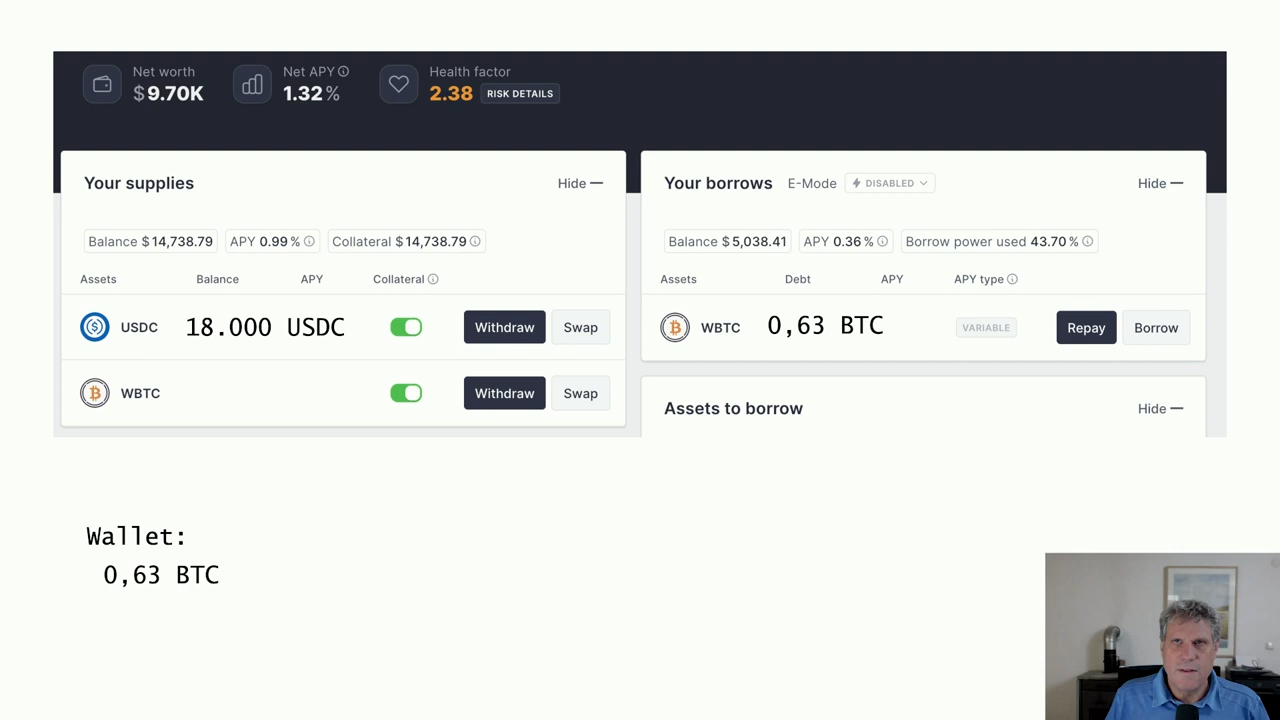 Net worth
$9.70K
Net APY
1.32%
Health factor
2.38 RISK DETAILS
Your supplies
Hide
Balance $14,738.79 APY 0.99% Collateral $14,738.79
Assets Balance APY Collateral
USDC 18.000 USDC Withdraw Swap
WBTC Withdraw Swap
Your borrows E-Mode DISABLED Hide
Balance $5,038.41 APY 0.36% Borrow power used 43.70%
Assets Debt APY APY type
WBTC 0,63 BTC VARIABLE Repay Borrow
Assets to borrow Hide
Wallet:
0,63 BTC